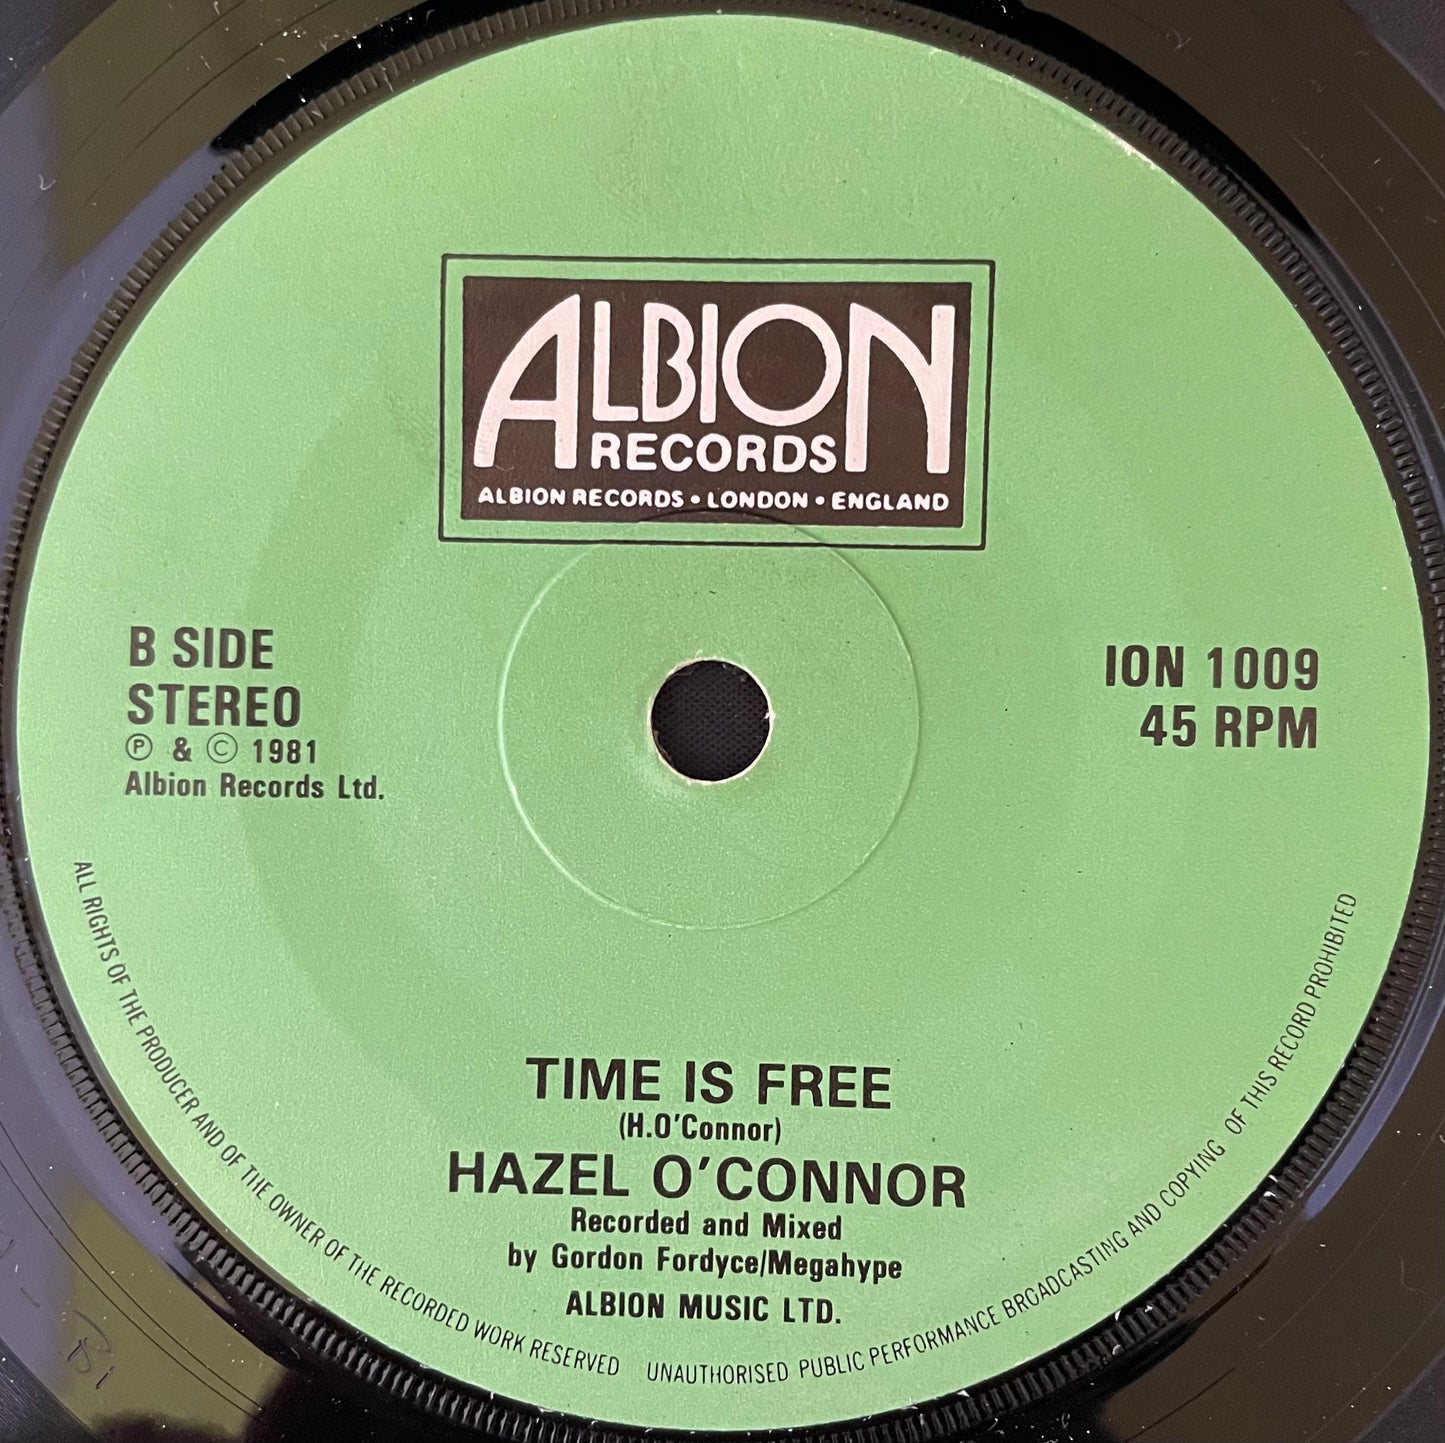 ALBION
RECORDS
ALBION RECORDS • LONDON • ENGLAND
B SIDE
STEREO
Ⓟ & © 1981
Albion Records Ltd.
ION 1009
45 RPM
TIME IS FREE
(H.O'Connor)
HAZEL O'CONNOR
Recorded and Mixed
by Gordon Fordyce/Megahype
ALBION MUSIC LTD.
ALL RIGHTS OF THE PRODUCER AND OF THE OWNER OF THE RECORDED WORK RESERVED UNAUTHORISED PUBLIC PERFORMANCE BROADCASTING AND COPYING OF THIS RECORD PROHIBITED